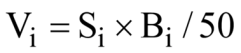 Vᵢ = Sᵢ × Bᵢ / 50